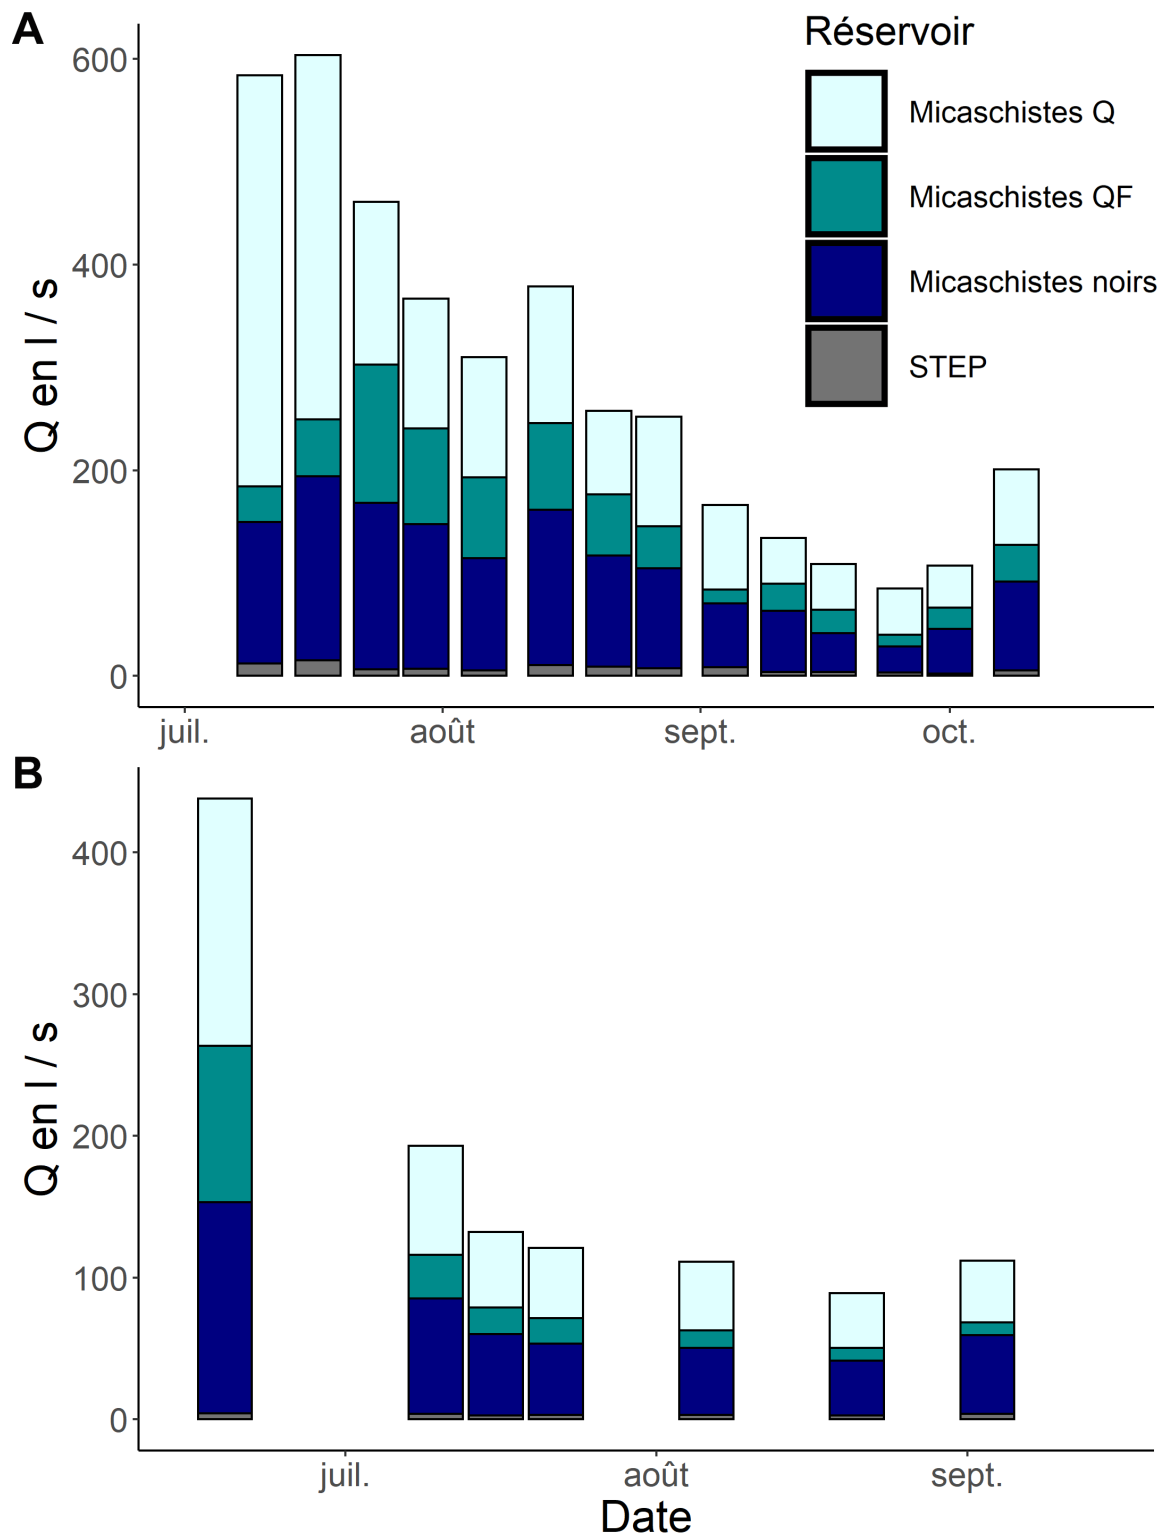 A
Réservoir
Micaschistes Q
Micaschistes QF
Micaschistes noirs
STEP
Q en l / s
600
400
200
0
juil.
août
sept.
oct.
B
Q en l / s
400
300
200
100
0
juil.
août
sept.
Date